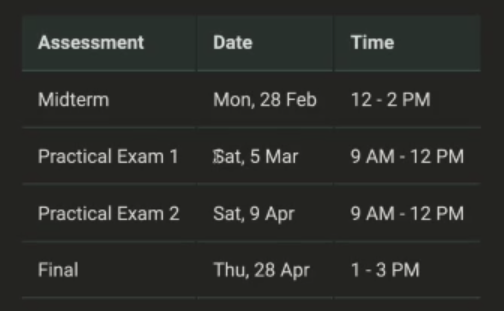 Assessment Date Time
Midterm Mon, 28 Feb 12 - 2 PM
Practical Exam 1 Sat, 5 Mar 9 AM - 12 PM
Practical Exam 2 Sat, 9 Apr 9 AM - 12 PM
Final Thu, 28 Apr 1 - 3 PM